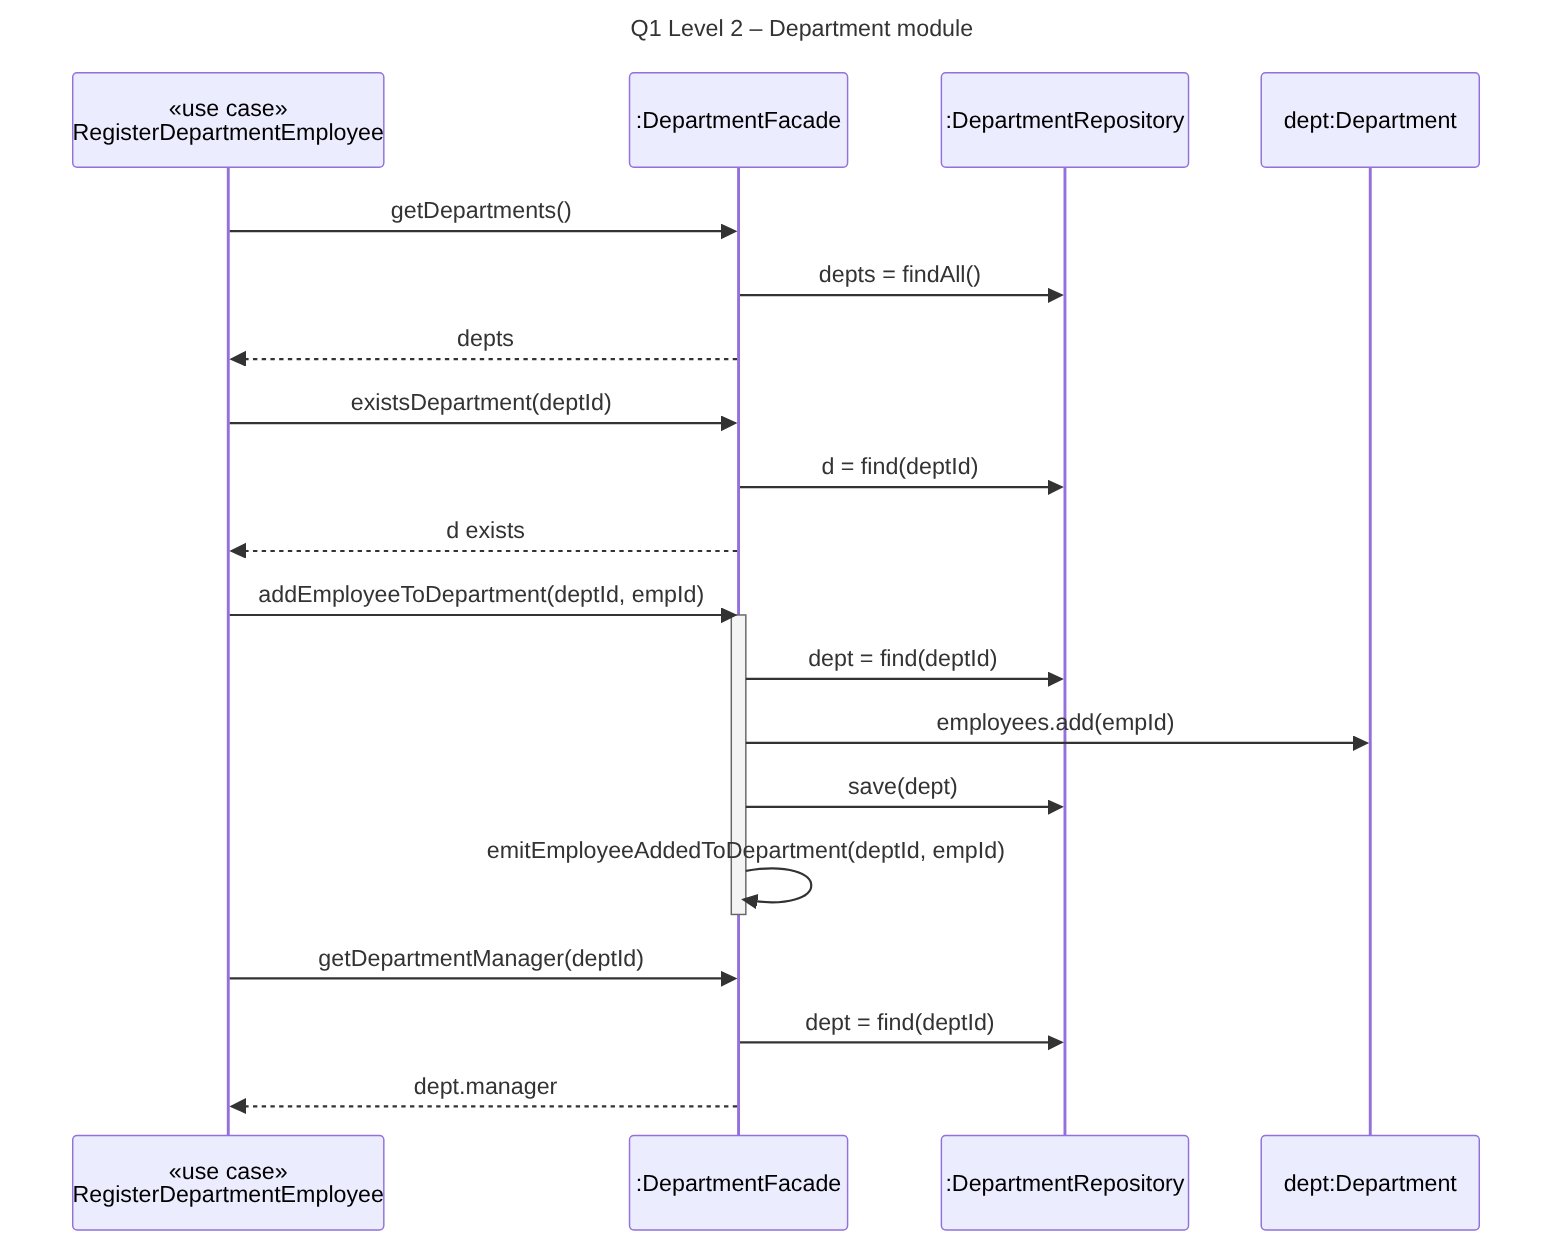 Q1 Level 2 – Department module
«use case»
RegisterDepartmentEmployee
:DepartmentFacade
:DepartmentRepository
dept:Department
getDepartments()
depts = findAll()
depts
existsDepartment(deptId)
d = find(deptId)
d exists
addEmployeeToDepartment(deptId, empId)
dept = find(deptId)
employees.add(empId)
save(dept)
emitEmployeeAddedToDepartment(deptId, empId)
getDepartmentManager(deptId)
dept = find(deptId)
dept.manager
«use case»
RegisterDepartmentEmployee
:DepartmentFacade
:DepartmentRepository
dept:Department